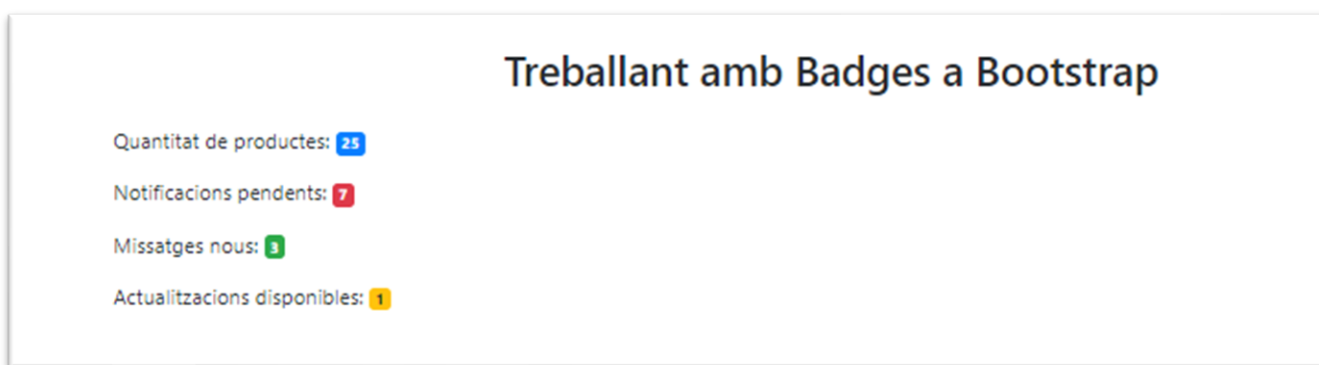 Treballant amb Badges a Bootstrap
Quantitat de productes: 25
Notificacions pendents: 7
Missatges nous: 3
Actualitzacions disponibles: 1